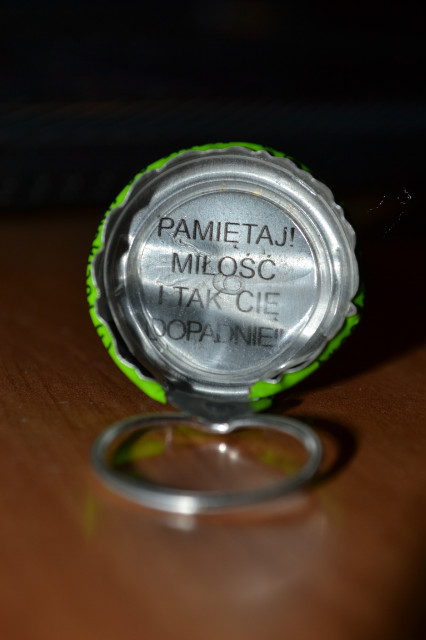 PAMIĘTAJ!
MIŁOŚĆ
I TAK CIĘ
DOPADNIE!!